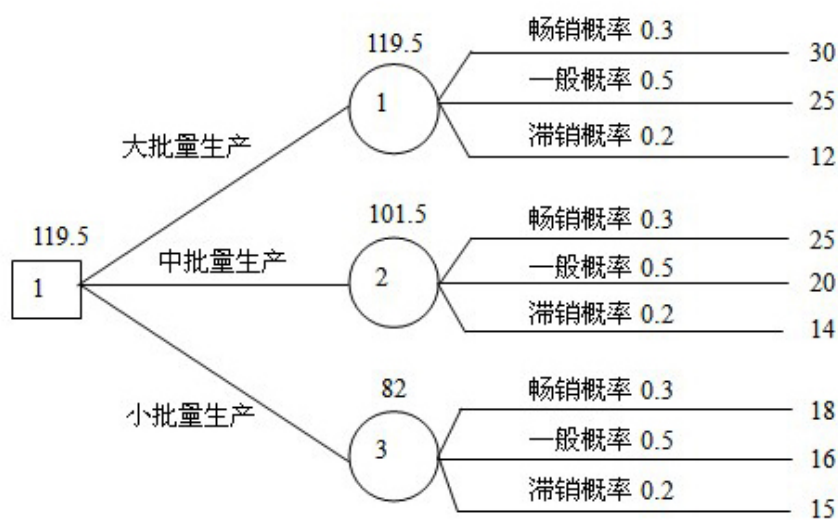 119.5
畅销概率 0.3
30
一般概率 0.5
25
1
滞销概率 0.2
12
大批量生产
119.5
1
中批量生产
101.5
2
畅销概率 0.3
25
一般概率 0.5
20
滞销概率 0.2
14
小批量生产
82
3
畅销概率 0.3
18
一般概率 0.5
16
滞销概率 0.2
15